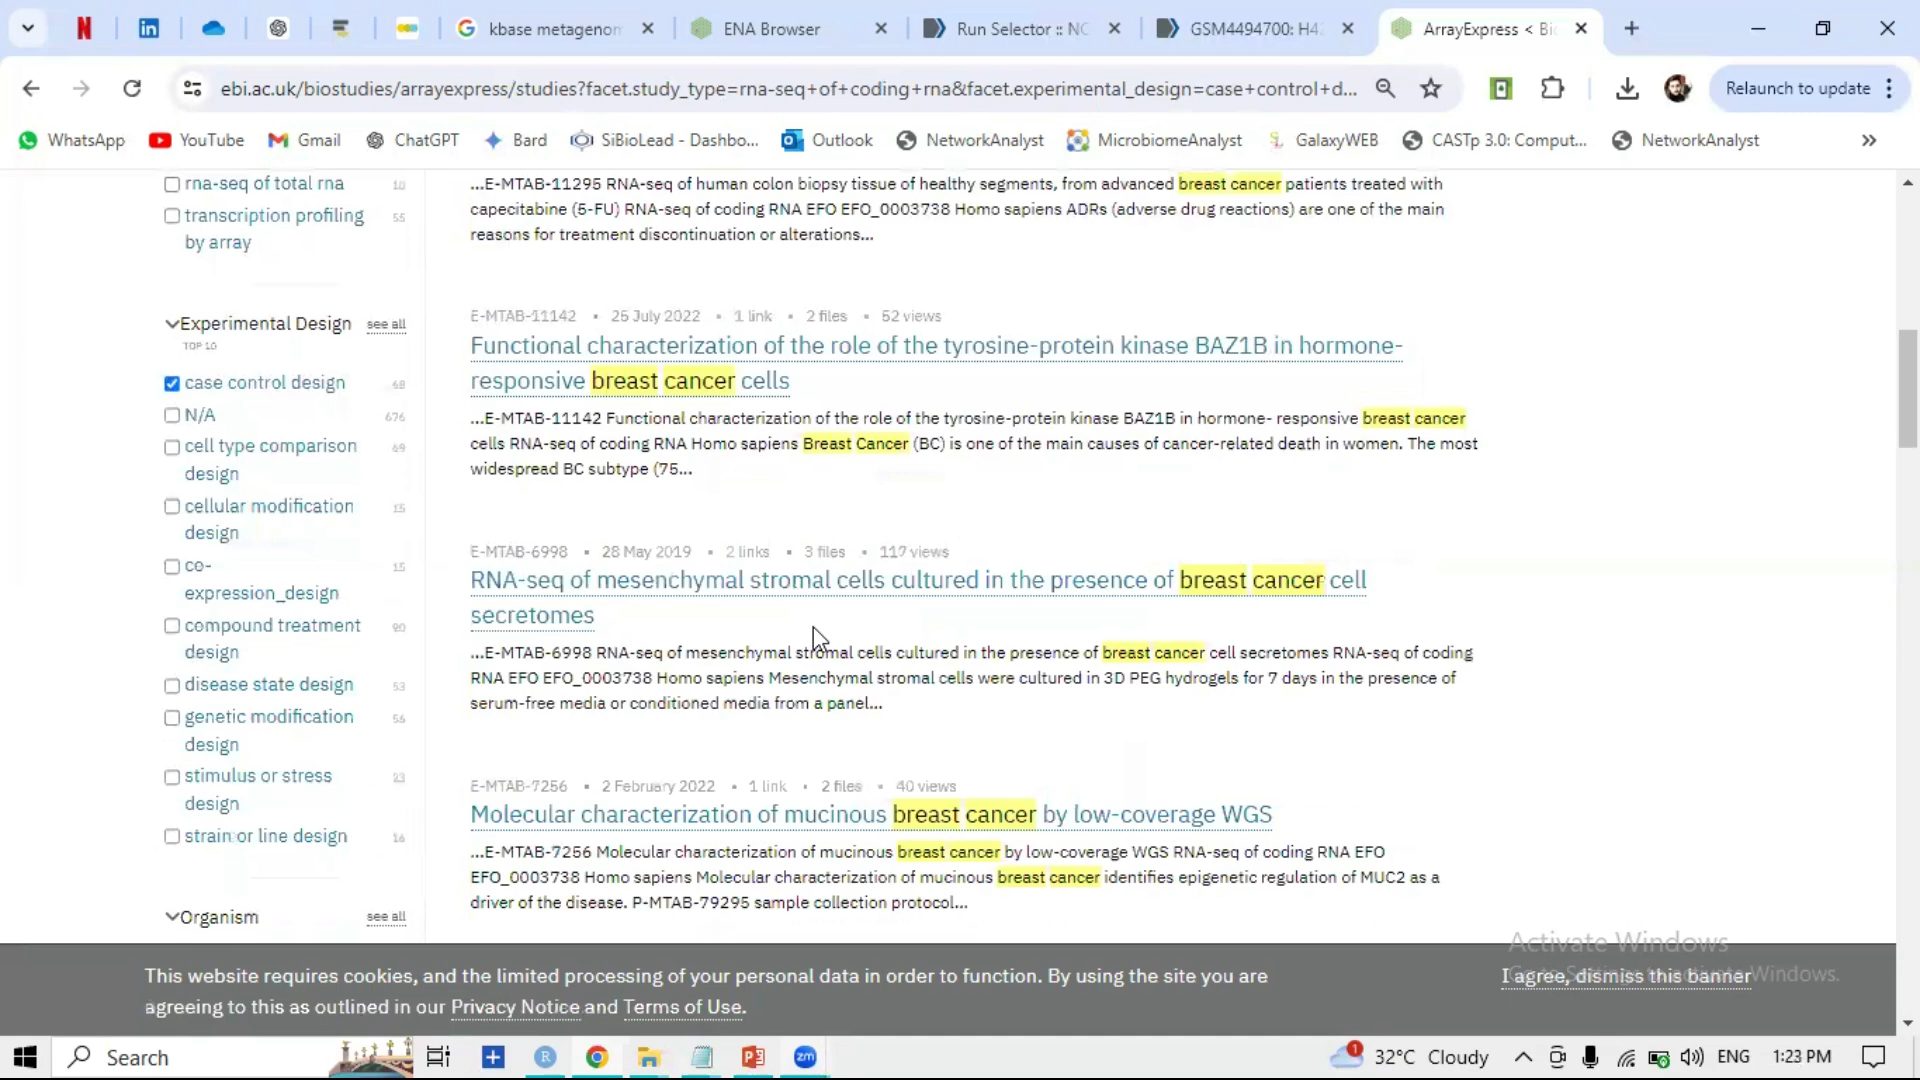 kbase metagenom
ENA Browser
Run Selector :: NC
GSM4494700: H4
ArrayExpress < Bi
ebi.ac.uk/biostudies/arrayexpress/studies?facet.study_type=rna-seq+of+coding+rna&facet.experimental_design=case+control+d...
Relaunch to update
WhatsApp
YouTube
Gmail
ChatGPT
Bard
SiBioLead - Dashbo...
Outlook
NetworkAnalyst
MicrobiomeAnalyst
GalaxyWEB
CASTp 3.0: Comput...
NetworkAnalyst
»
rna-seq of total rna 10
transcription profiling 55
by array
Experimental Design see all
TOP 10
case control design 68
N/A 676
cell type comparison 69
design
cellular modification 15
design
co- 15
expression_design
compound treatment 90
design
disease state design 53
genetic modification 56
design
stimulus or stress 23
design
strain or line design 16
Organism see all
...E-MTAB-11295 RNA-seq of human colon biopsy tissue of healthy segments, from advanced breast cancer patients treated with
capecitabine (5-FU) RNA-seq of coding RNA EFO EFO_0003738 Homo sapiens ADRs (adverse drug reactions) are one of the main
reasons for treatment discontinuation or alterations...
E-MTAB-11142 ▪ 25 July 2022 ▪ 1 link ▪ 2 files ▪ 52 views
Functional characterization of the role of the tyrosine-protein kinase BAZ1B in hormone-
responsive breast cancer cells
...E-MTAB-11142 Functional characterization of the role of the tyrosine-protein kinase BAZ1B in hormone- responsive breast cancer
cells RNA-seq of coding RNA Homo sapiens Breast Cancer (BC) is one of the main causes of cancer-related death in women. The most
widespread BC subtype (75...
E-MTAB-6998 ▪ 28 May 2019 ▪ 2 links ▪ 3 files ▪ 117 views
RNA-seq of mesenchymal stromal cells cultured in the presence of breast cancer cell
secretomes
...E-MTAB-6998 RNA-seq of mesenchymal stromal cells cultured in the presence of breast cancer cell secretomes RNA-seq of coding
RNA EFO EFO_0003738 Homo sapiens Mesenchymal stromal cells were cultured in 3D PEG hydrogels for 7 days in the presence of
serum-free media or conditioned media from a panel...
E-MTAB-7256 ▪ 2 February 2022 ▪ 1 link ▪ 2 files ▪ 40 views
Molecular characterization of mucinous breast cancer by low-coverage WGS
...E-MTAB-7256 Molecular characterization of mucinous breast cancer by low-coverage WGS RNA-seq of coding RNA EFO
EFO_0003738 Homo sapiens Molecular characterization of mucinous breast cancer identifies epigenetic regulation of MUC2 as a
driver of the disease. P-MTAB-79295 sample collection protocol...
Activate Windows
Go to Settings to activate Windows.
This website requires cookies, and the limited processing of your personal data in order to function. By using the site you are
agreeing to this as outlined in our Privacy Notice and Terms of Use.
I agree, dismiss this banner
Search
1
32°C Cloudy
ENG
1:23 PM